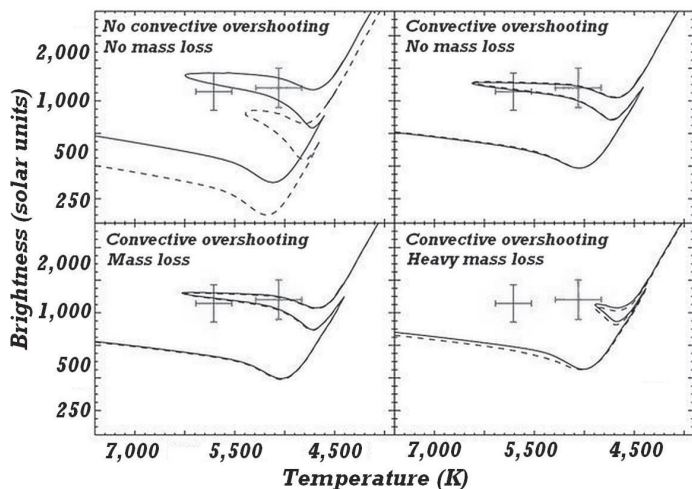 No convective overshooting
No mass loss
Convective overshooting
No mass loss
2,000
1,000
500
250
Convective overshooting
Mass loss
Convective overshooting
Heavy mass loss
2,000
1,000
500
250
Brightness (solar units)
7,000 5,500 4,500 7,000 5,500 4,500
Temperature (K)